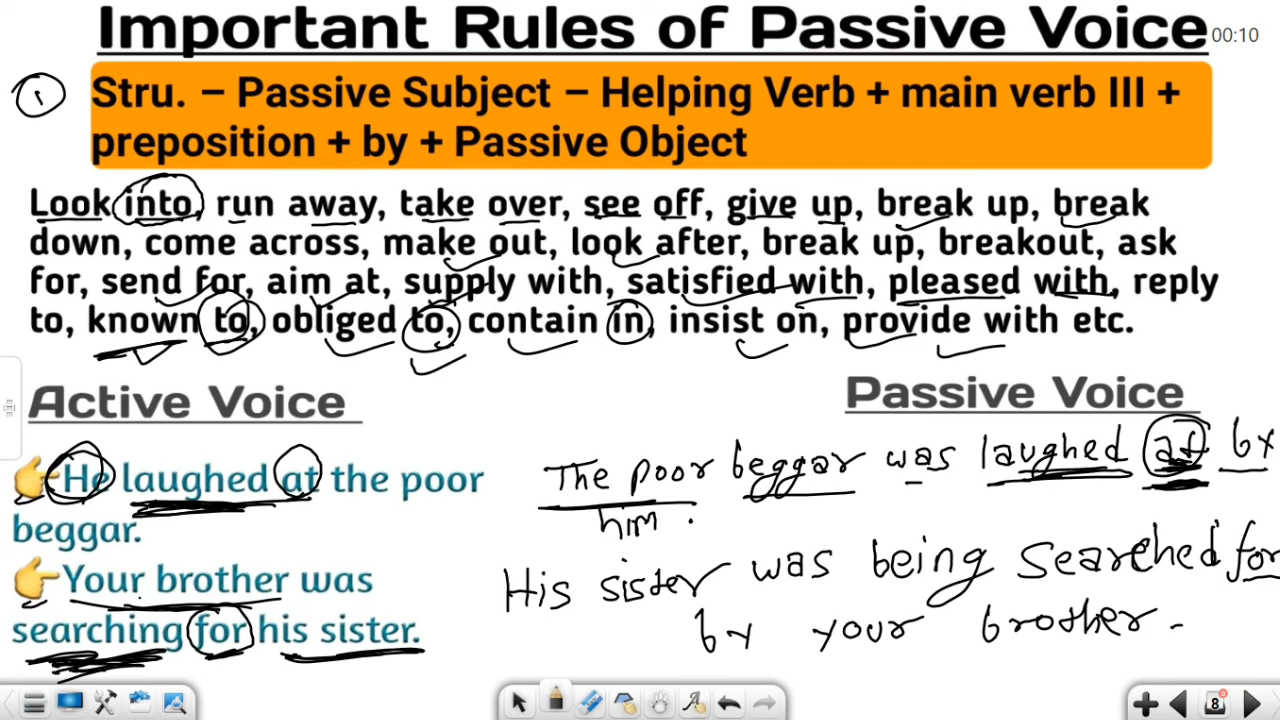 Important Rules of Passive Voice
00:10
1
Stru. – Passive Subject – Helping Verb + main verb III +
preposition + by + Passive Object
Look into, run away, take over, see off, give up, break up, break
down, come across, make out, look after, break up, breakout, ask
for, send for, aim at, supply with, satisfied with, pleased with, reply
to, known to, obliged to, contain in, insist on, provide with etc.
Active Voice
He laughed at the poor
beggar.
Your brother was
searching for his sister.
Passive Voice
The poor beggar was laughed at by
him.
His sister was being searched for
by your brother.
8